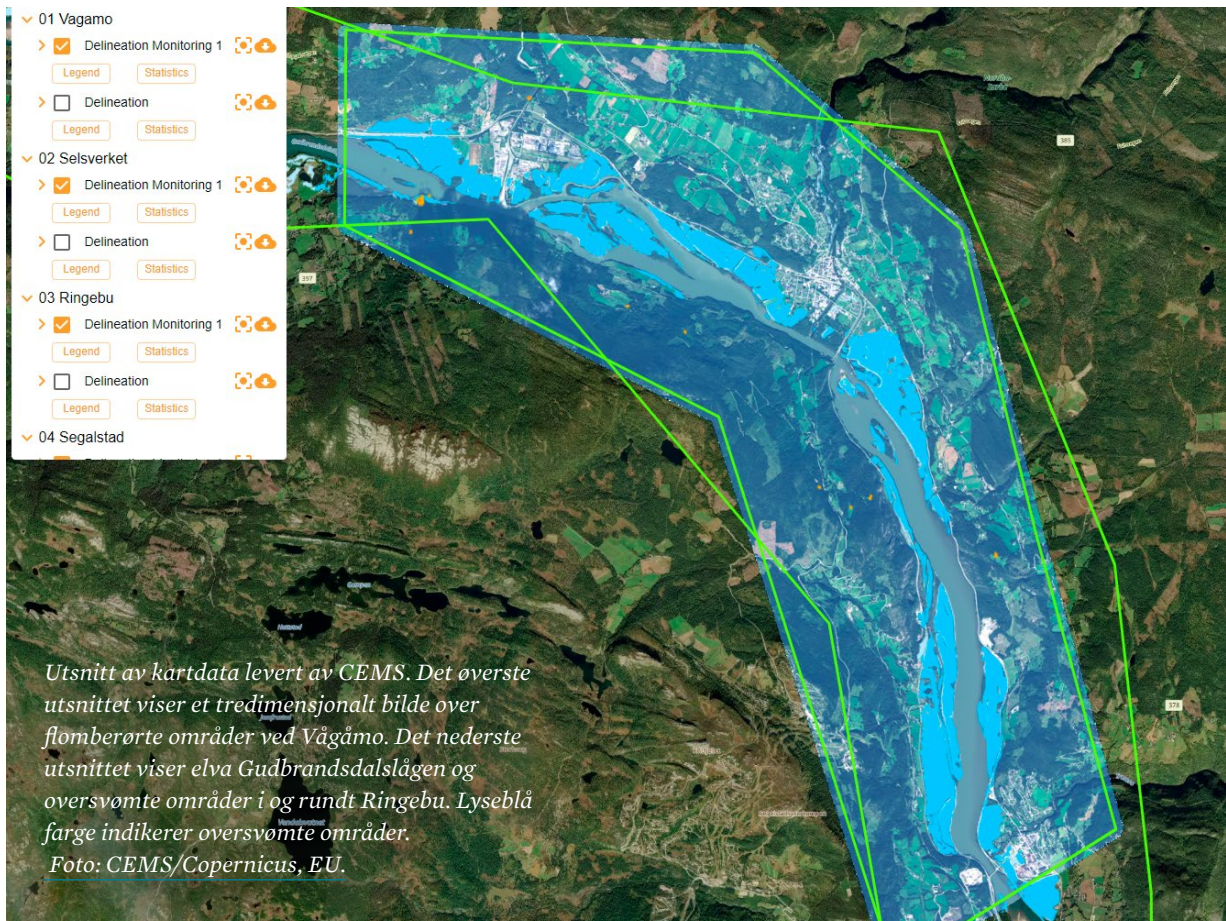 01 Vagamo
Delineation Monitoring 1
Legend Statistics
Delineation
Legend Statistics
02 Selsverket
Delineation Monitoring 1
Legend Statistics
Delineation
Legend Statistics
03 Ringebu
Delineation Monitoring 1
Legend Statistics
Delineation
Legend Statistics
04 Segalstad
385
397
378
Utsnitt av kartdata levert av CEMS. Det øverste
utsnittet viser et tredimensjonalt bilde over
flomberørte områder ved Vågåmo. Det nederste
utsnittet viser elva Gudbrandsdalslågen og
oversvømte områder i og rundt Ringebu. Lyseblå
farge indikerer oversvømte områder.
Foto: CEMS/Copernicus, EU.